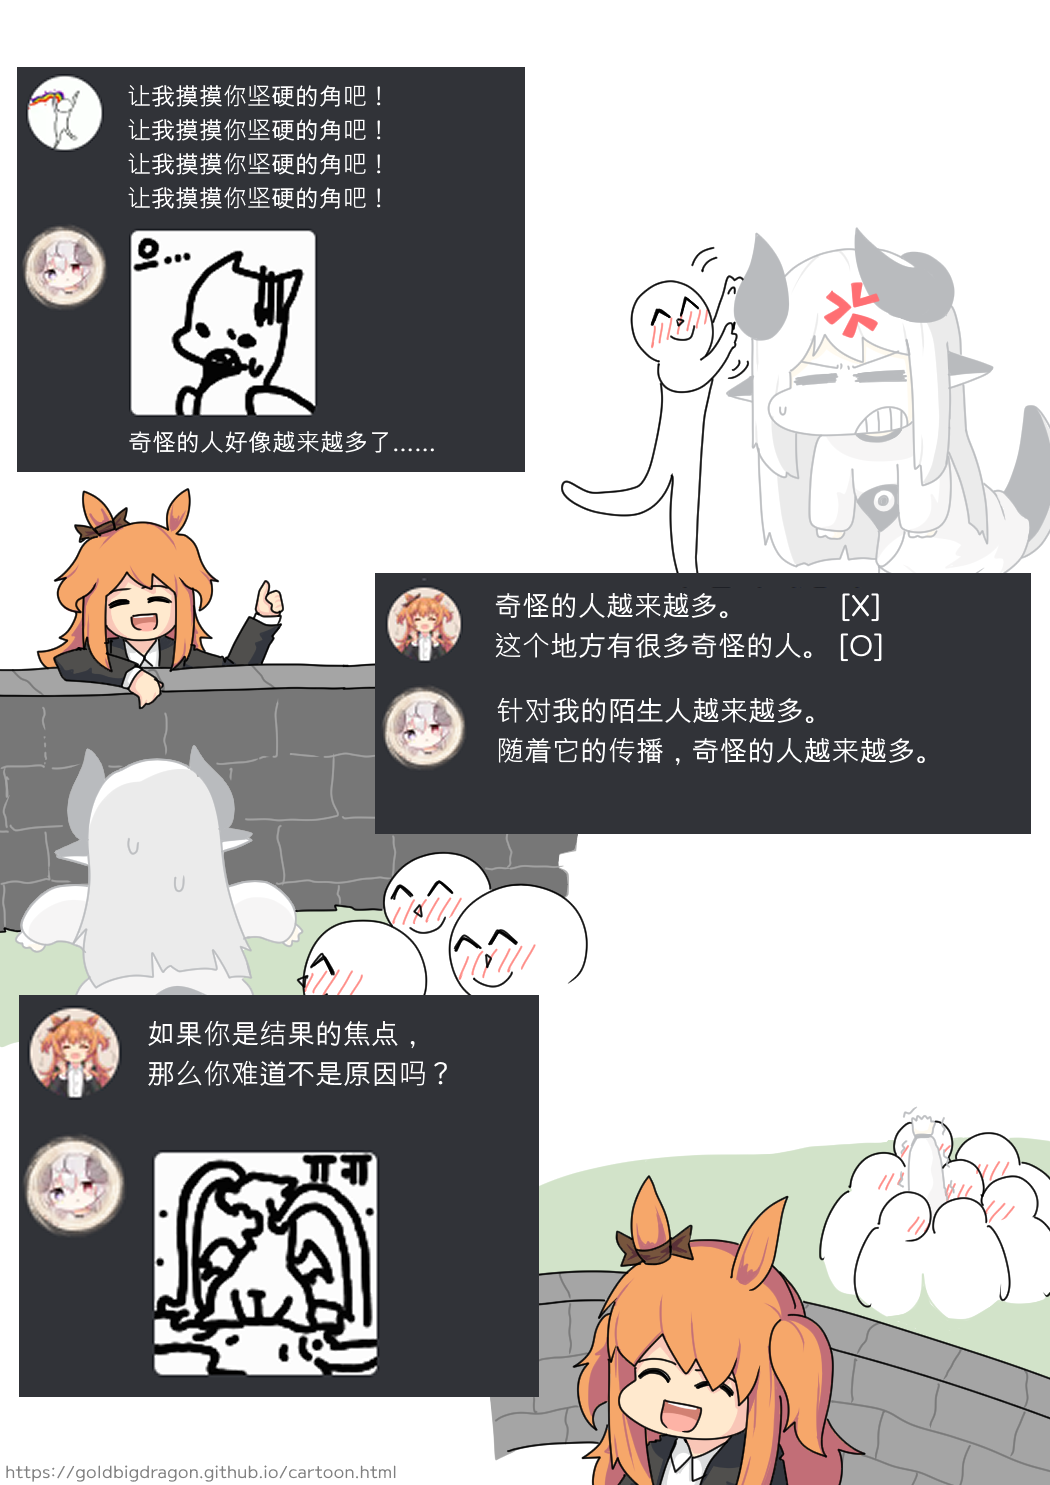 让我摸摸你坚硬的角吧！
让我摸摸你坚硬的角吧！
让我摸摸你坚硬的角吧！
让我摸摸你坚硬的角吧！
으...
奇怪的人好像越来越多了......
奇怪的人越来越多。 [X]
这个地方有很多奇怪的人。 [O]
针对我的陌生人越来越多。
随着它的传播，奇怪的人越来越多。
如果你是结果的焦点，
那么你难道不是原因吗？
ㅠㅠ
https://goldbigdragon.github.io/cartoon.html